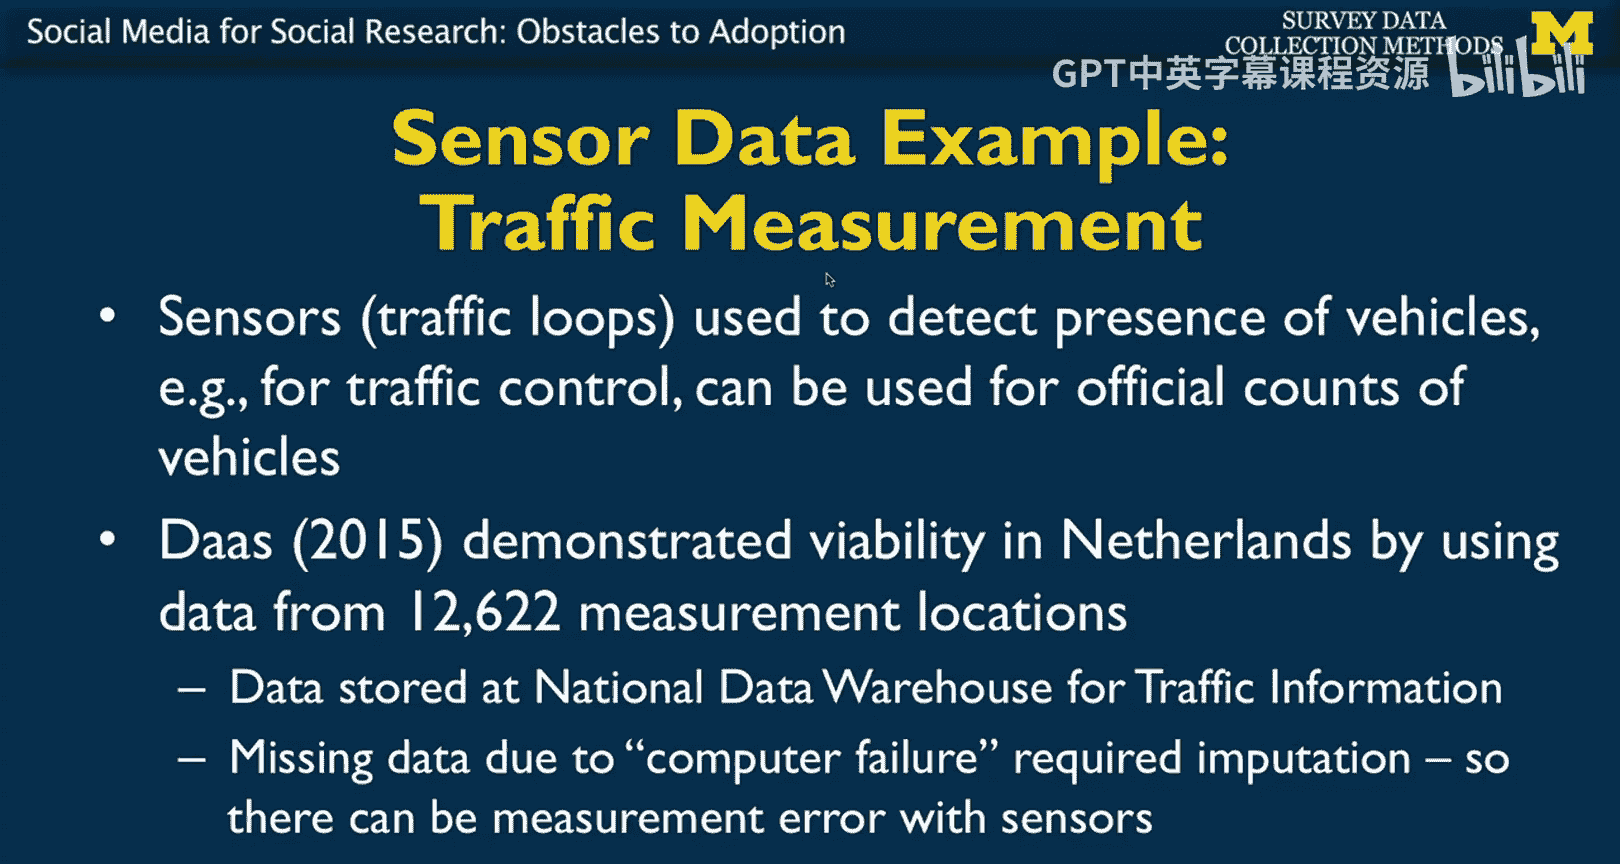 Social Media for Social Research: Obstacles to Adoption
SURVEY DATA
COLLECTION METHODS
M
GPT中英字幕课程资源 bilibili
Sensor Data Example:
Traffic Measurement
• Sensors (traffic loops) used to detect presence of vehicles,
e.g., for traffic control, can be used for official counts of
vehicles
• Daas (2015) demonstrated viability in Netherlands by using
data from 12,622 measurement locations
– Data stored at National Data Warehouse for Traffic Information
– Missing data due to “computer failure” required imputation – so
there can be measurement error with sensors